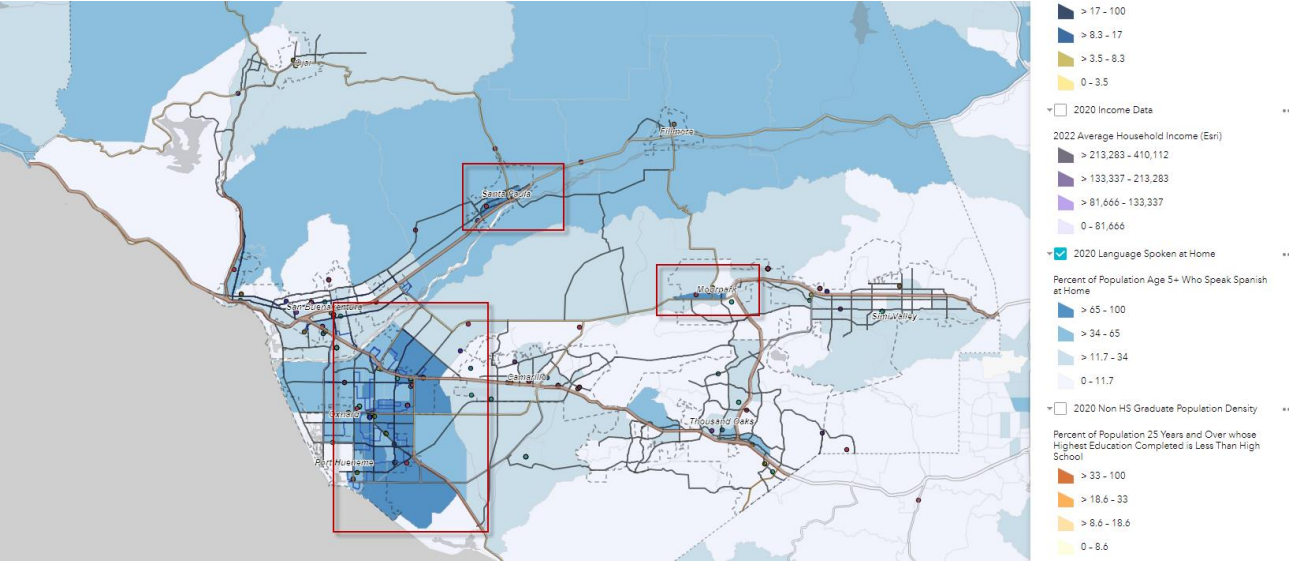 Ojai
Fillmore
Santa Paula
Moorpark
San Buenaventura
Simi Valley
Camarillo
Oxnard
Thousand Oaks
Port Hueneme
> 17 - 100
> 8.3 - 17
> 3.5 - 8.3
0 - 3.5
2020 Income Data
2022 Average Household Income (Esri)
> 213,283 - 410,112
> 133,337 - 213,283
> 81,666 - 133,337
0 - 81,666
2020 Language Spoken at Home
Percent of Population Age 5+ Who Speak Spanish
at Home
> 65 - 100
> 34 - 65
> 11.7 - 34
0 - 11.7
2020 Non HS Graduate Population Density
Percent of Population 25 Years and Over whose
Highest Education Completed is Less Than High
School
> 33 - 100
> 18.6 - 33
> 8.6 - 18.6
0 - 8.6